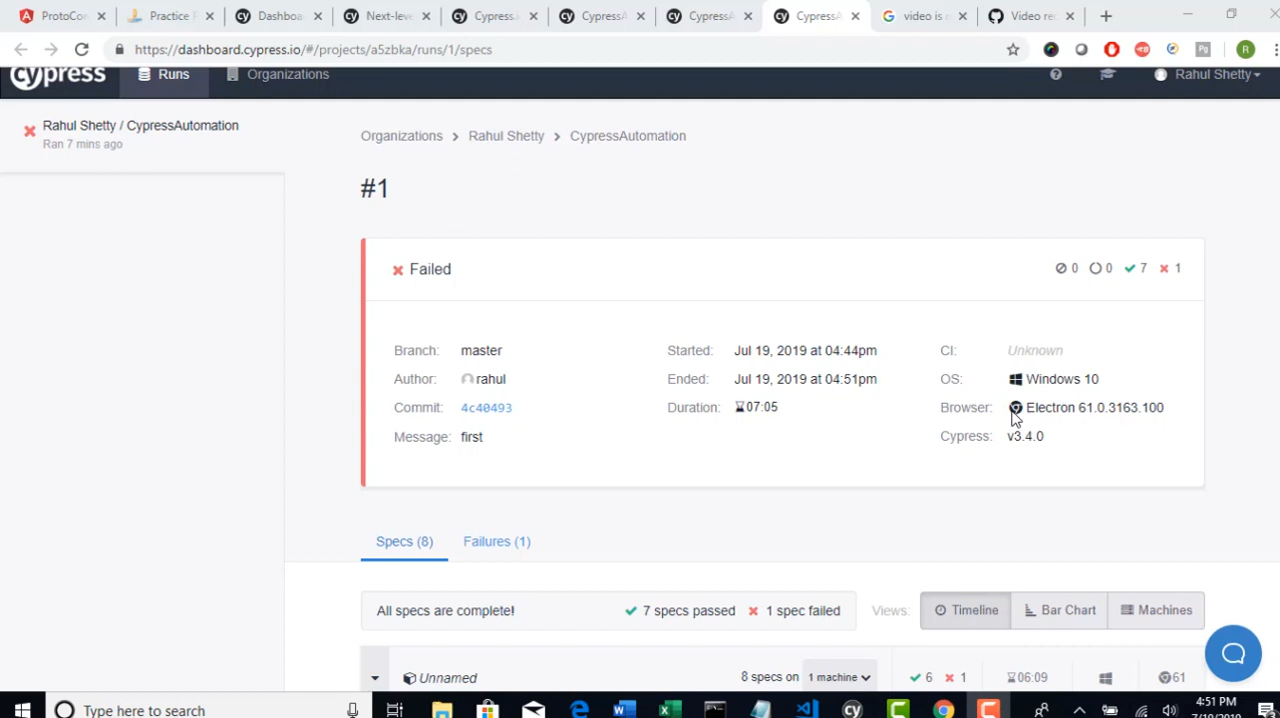 ProtoCom
Practice
Dashboa
Next-leve
Cypress.i
CypressA
CypressA
CypressA
video is
Video re
https://dashboard.cypress.io/#/projects/a5zbka/runs/1/specs
R
cypress
Runs
Organizations
Rahul Shetty
Rahul Shetty / CypressAutomation
Ran 7 mins ago
Organizations > Rahul Shetty > CypressAutomation
#1
Failed
0 0 7 1
Branch: master
Started: Jul 19, 2019 at 04:44pm
CI: Unknown
Author: rahul
Ended: Jul 19, 2019 at 04:51pm
OS: Windows 10
Commit: 4c40493
Duration: 07:05
Browser: Electron 61.0.3163.100
Message: first
Cypress: v3.4.0
Specs (8)
Failures (1)
All specs are complete! 7 specs passed 1 spec failed
Views: Timeline Bar Chart Machines
Unnamed
8 specs on 1 machine
6 1 06:09 61
Type here to search
4:51 PM